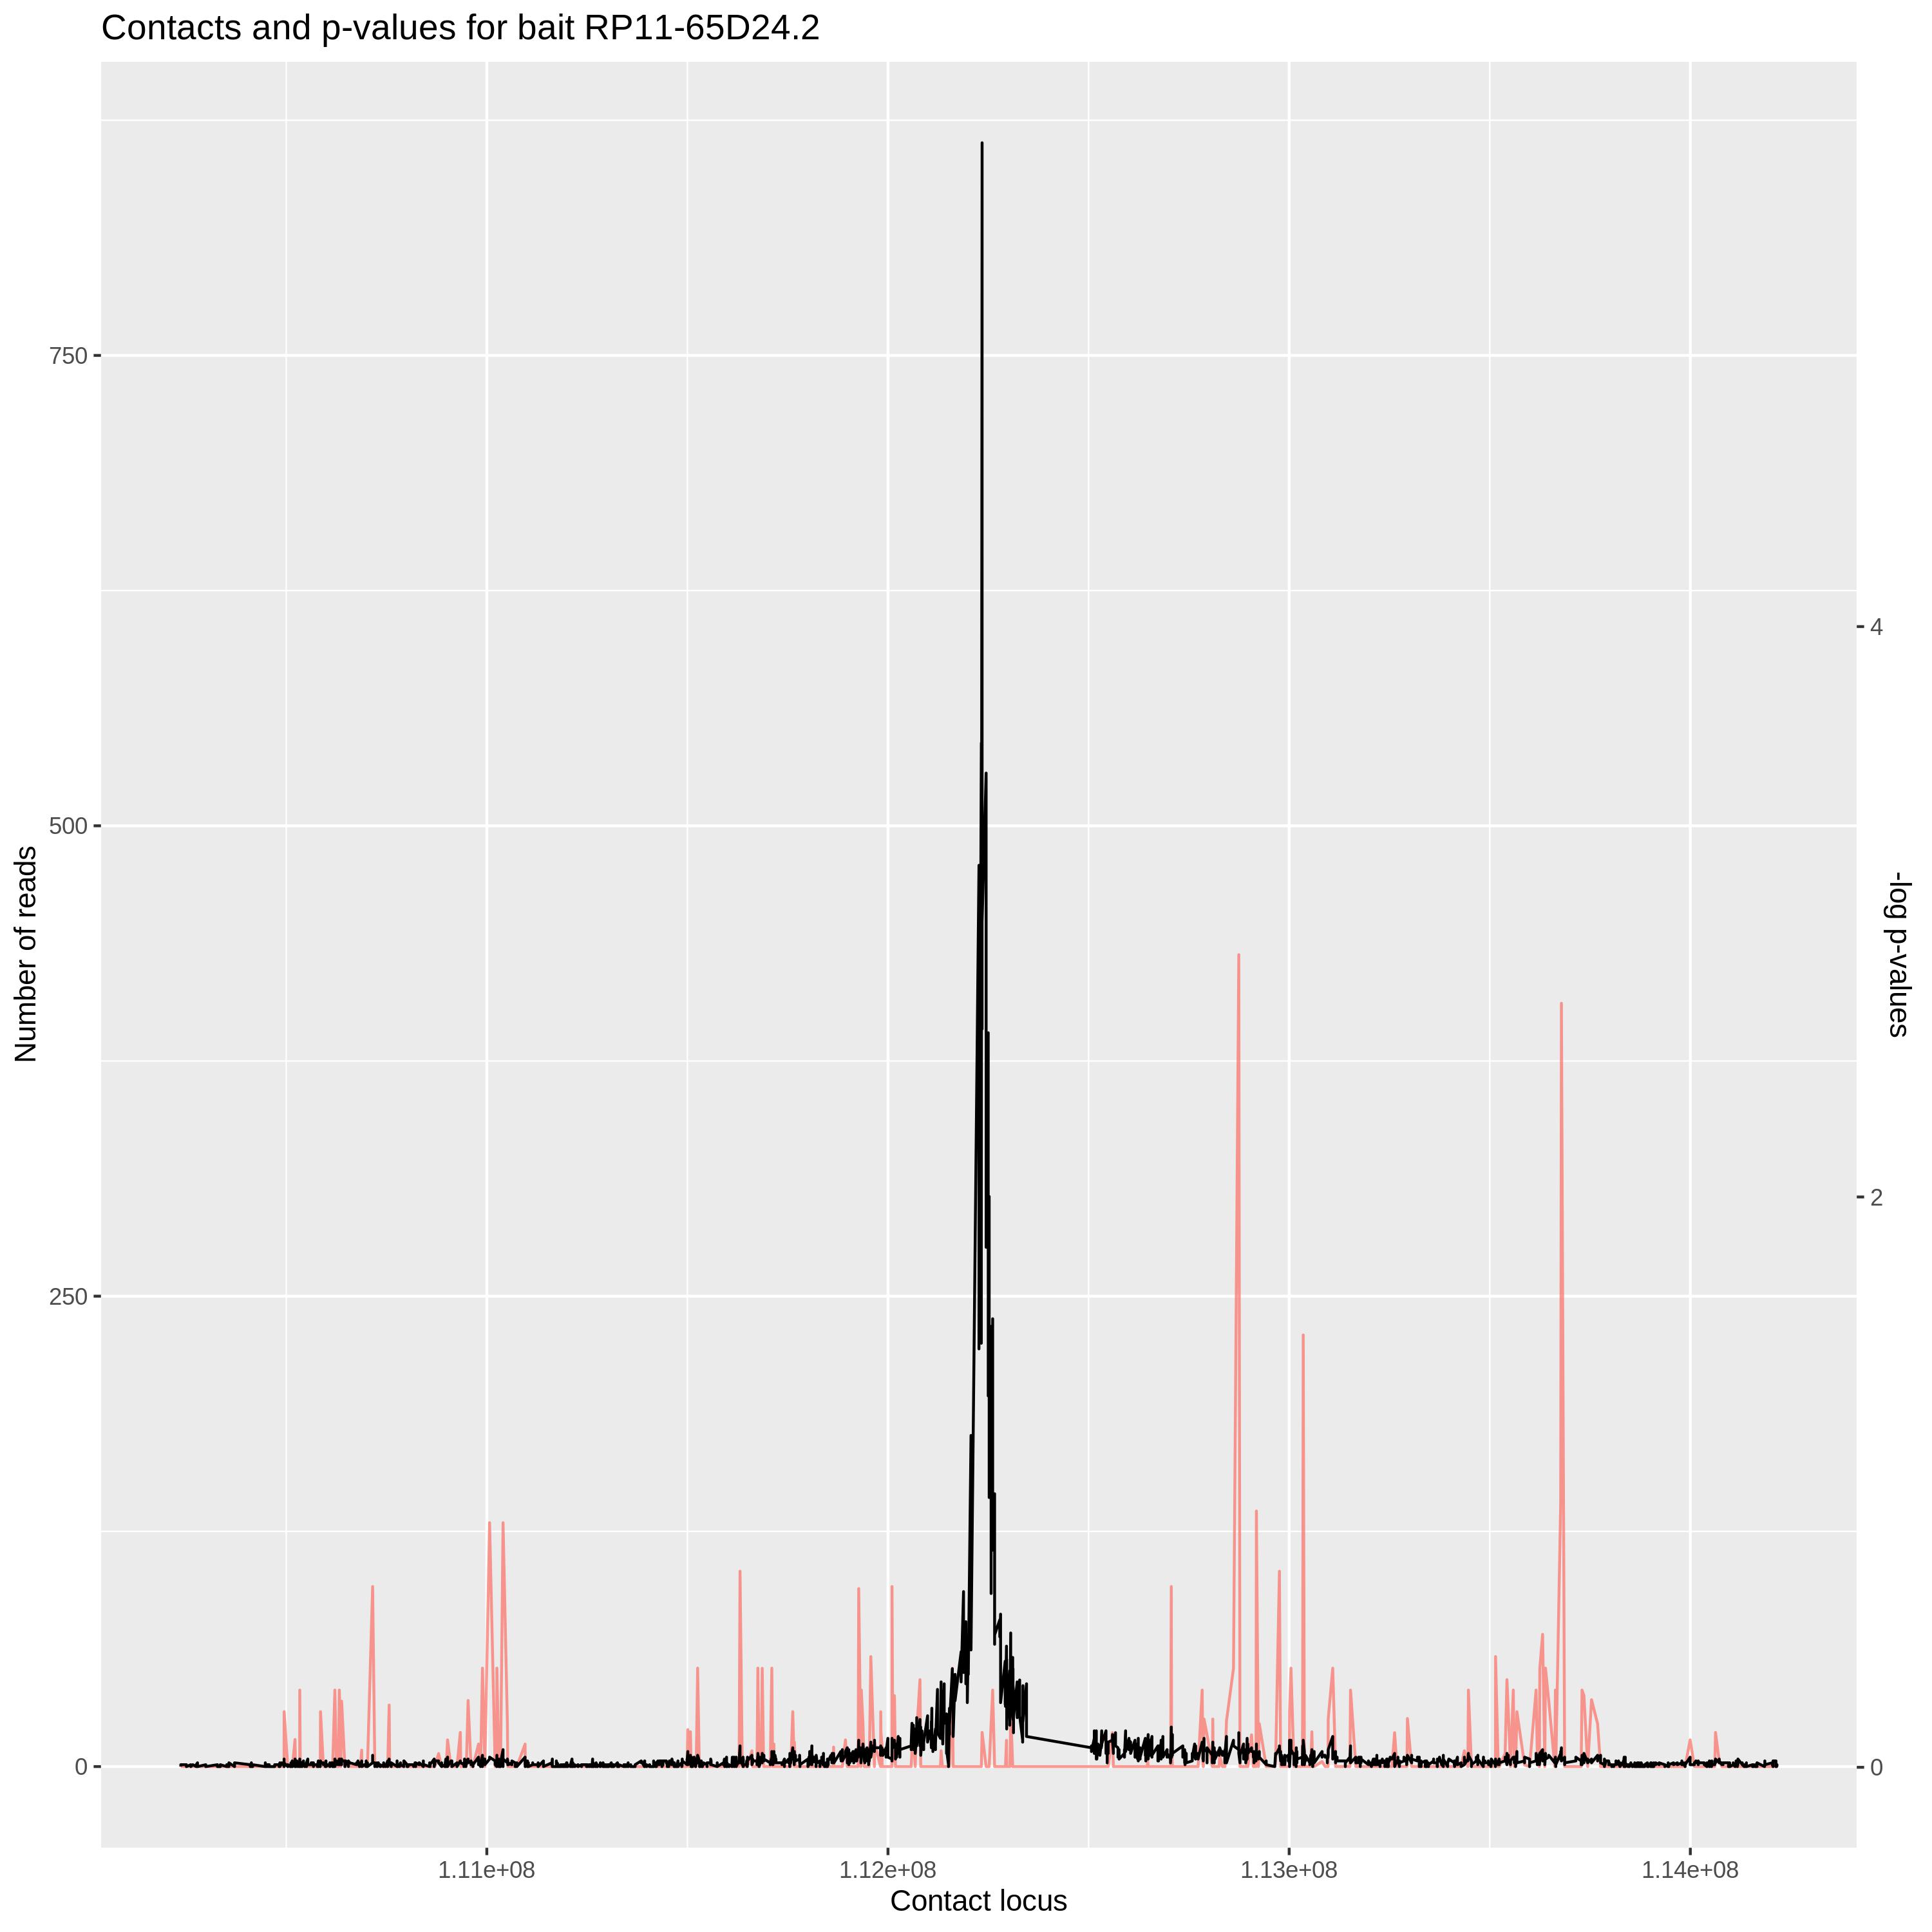 Contacts and p-values for bait RP11-65D24.2
750
500
250
0
Number of reads
4
2
0
-log p-values
1.11e+08
1.12e+08
1.13e+08
1.14e+08
Contact locus